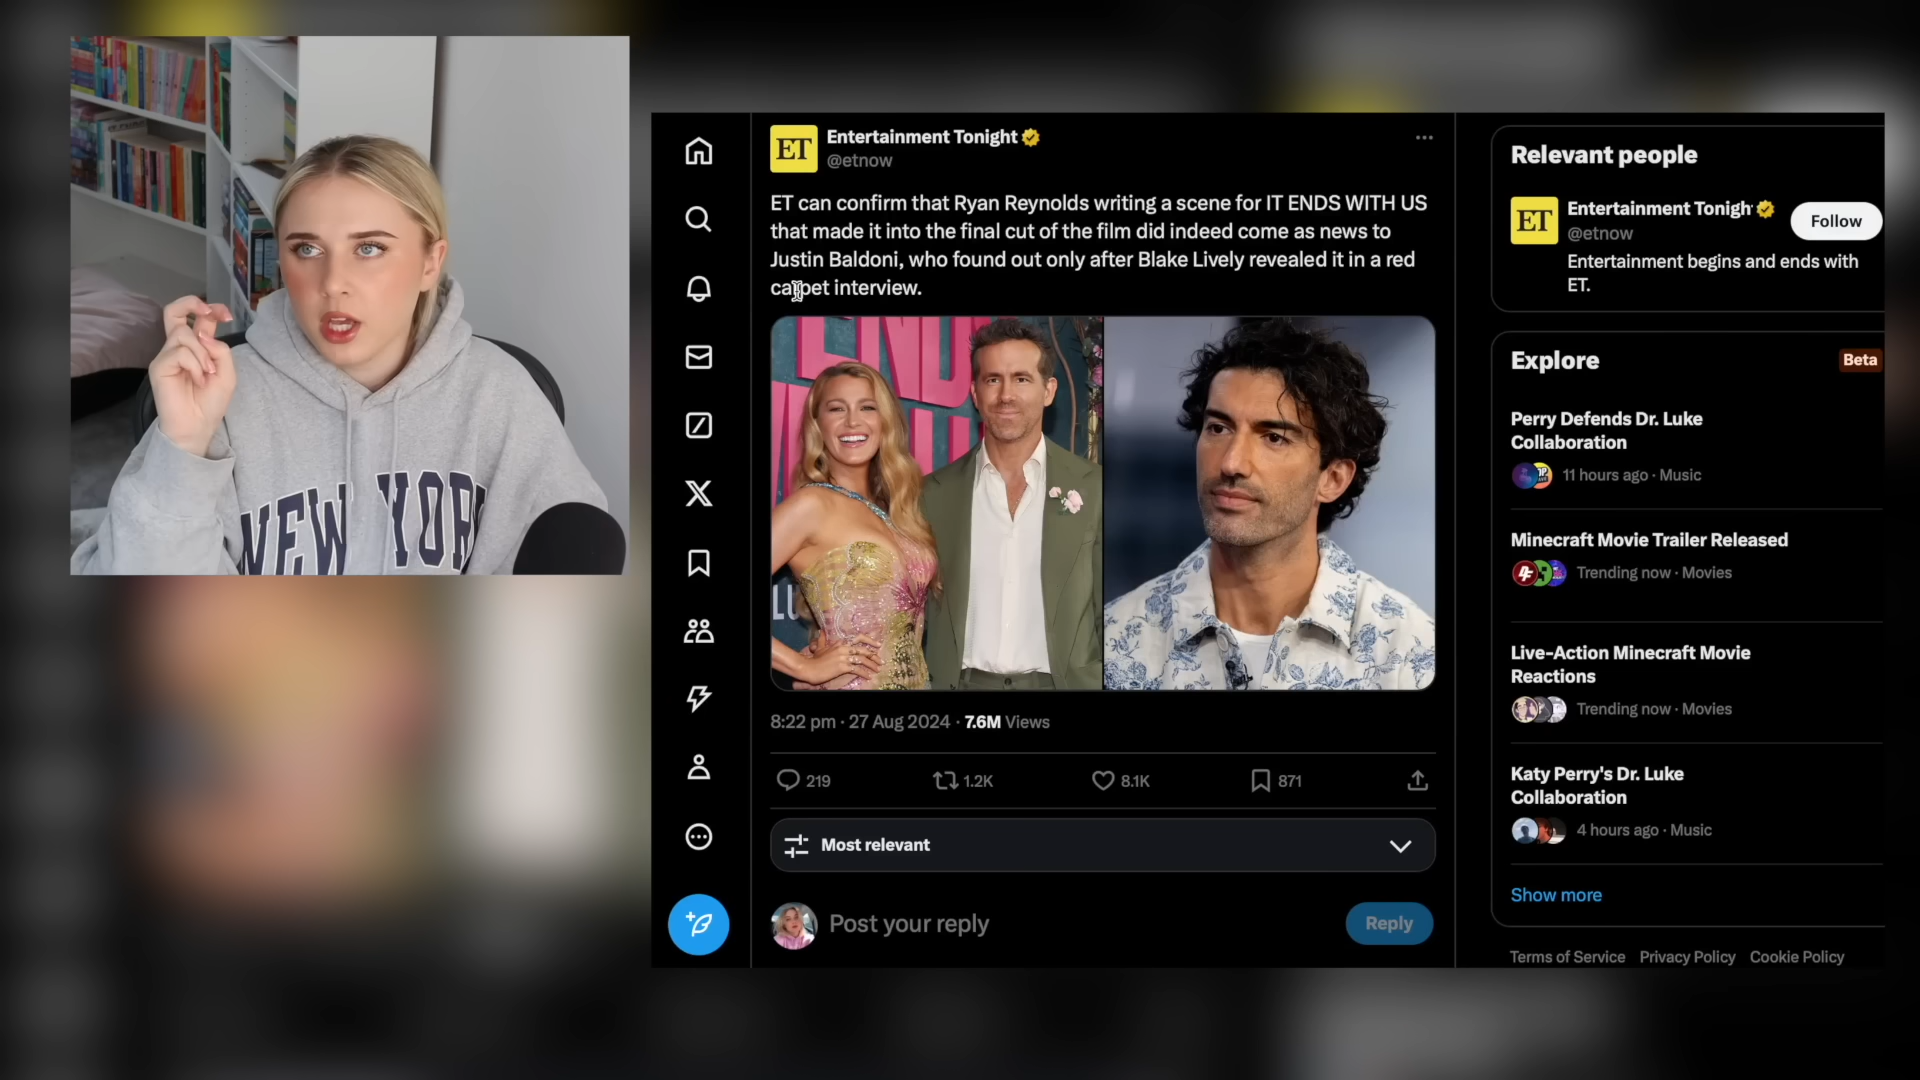 NEW YOR
ET
Entertainment Tonight
@etnow
ET can confirm that Ryan Reynolds writing a scene for IT ENDS WITH US
that made it into the final cut of the film did indeed come as news to
Justin Baldoni, who found out only after Blake Lively revealed it in a red
carpet interview.
END
LU
8:22 pm · 27 Aug 2024 · 7.6M Views
219
1.2K
8.1K
871
Most relevant
Post your reply
Reply
Relevant people
ET
Entertainment Tonigh
@etnow
Follow
Entertainment begins and ends with
ET.
Explore
Beta
Perry Defends Dr. Luke
Collaboration
11 hours ago · Music
Minecraft Movie Trailer Released
Trending now · Movies
Live-Action Minecraft Movie
Reactions
Trending now · Movies
Katy Perry's Dr. Luke
Collaboration
4 hours ago · Music
Show more
Terms of Service Privacy Policy Cookie Policy